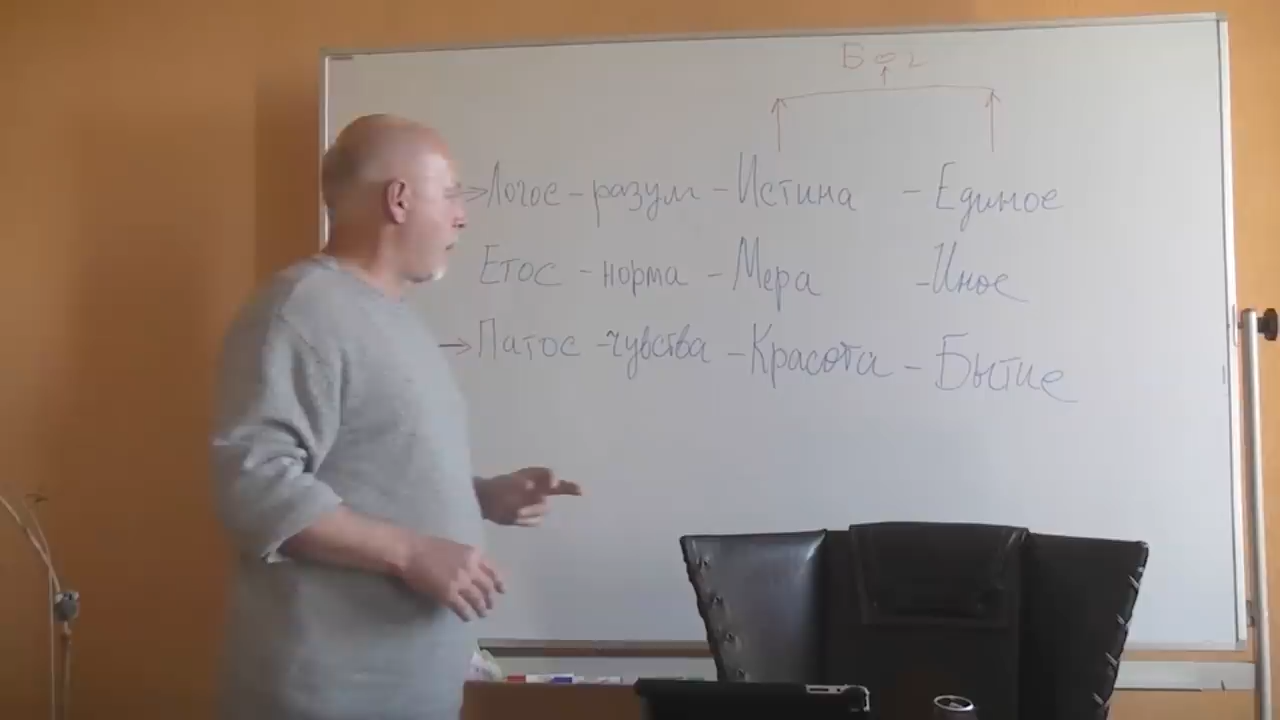 Бог
Логос - разум - Истина - Единое
Етос - норма - Мера - Иное
Патос - чувства - Красота - Бытие